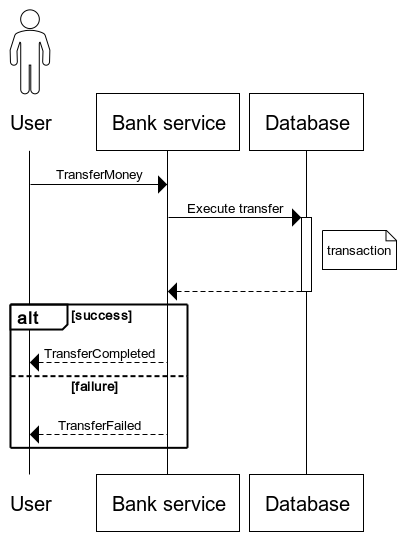 User
Bank service
Database
TransferMoney
Execute transfer
transaction
alt
[success]
TransferCompleted
[failure]
TransferFailed
User
Bank service
Database